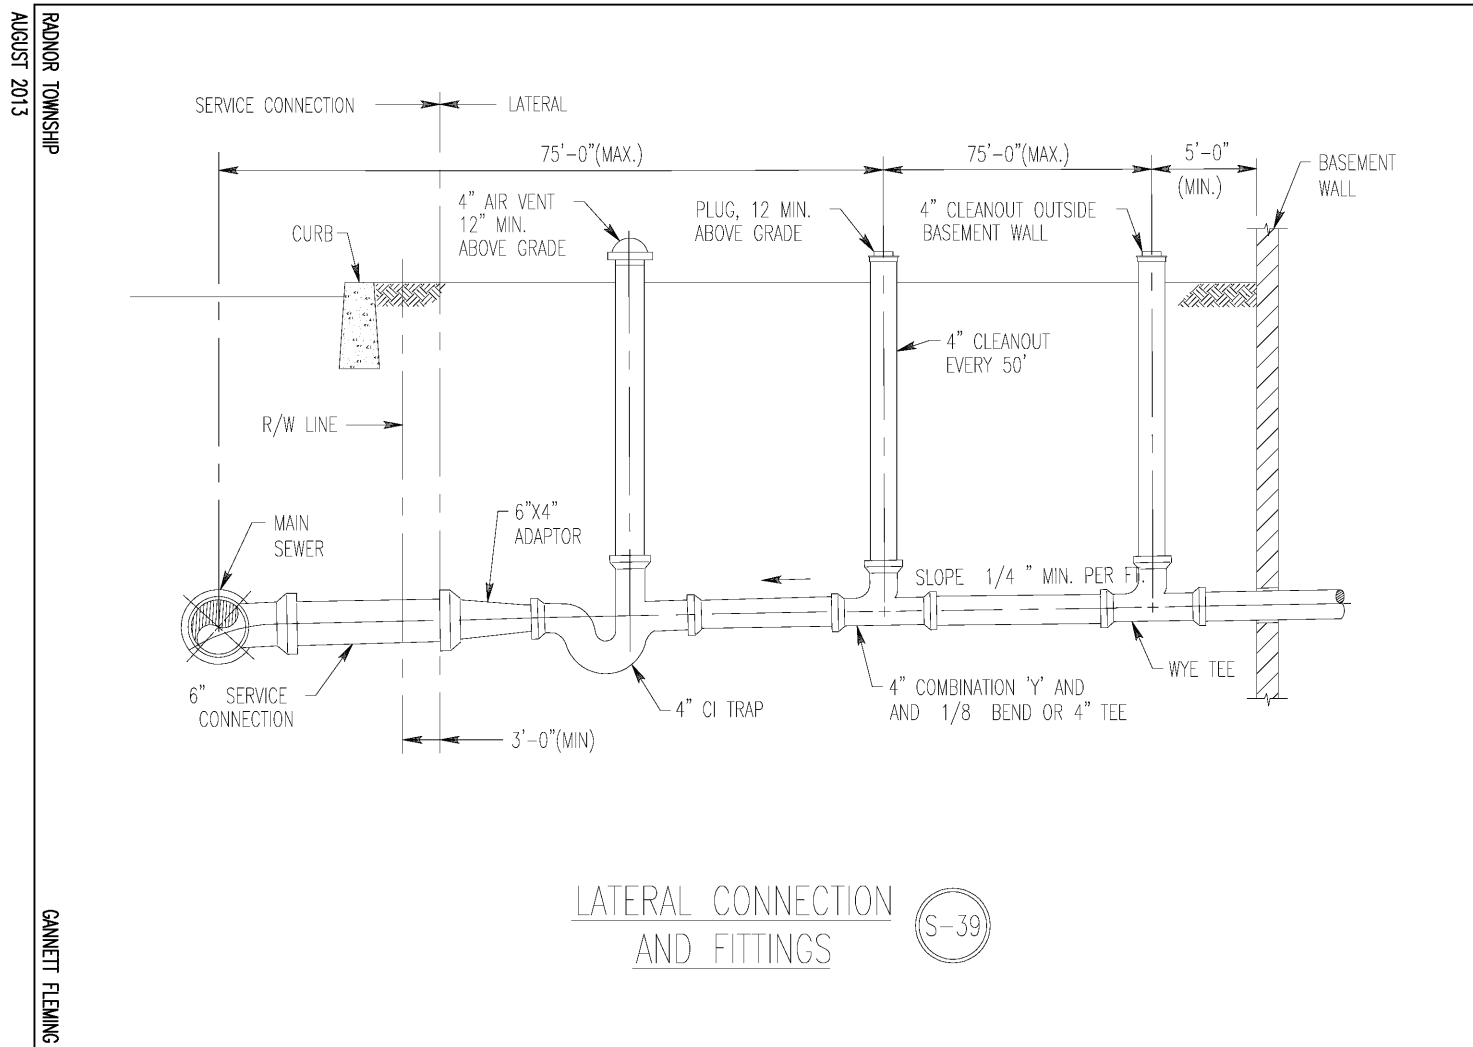 RADNOR TOWNSHIP
AUGUST 2013
SERVICE CONNECTION
LATERAL
75'-0"(MAX.)
75'-0"(MAX.)
5'-0"
(MIN.)
BASEMENT
WALL
4" AIR VENT
12" MIN.
ABOVE GRADE
PLUG, 12 MIN.
ABOVE GRADE
4" CLEANOUT OUTSIDE
BASEMENT WALL
CURB
4" CLEANOUT
EVERY 50'
R/W LINE
6"X4"
ADAPTOR
MAIN
SEWER
SLOPE 1/4 " MIN. PER FT.
WYE TEE
6" SERVICE
CONNECTION
4" CI TRAP
4" COMBINATION 'Y' AND
AND 1/8 BEND OR 4" TEE
3'-0"(MIN)
LATERAL CONNECTION
AND FITTINGS
S-39
GANNETT FLEMING